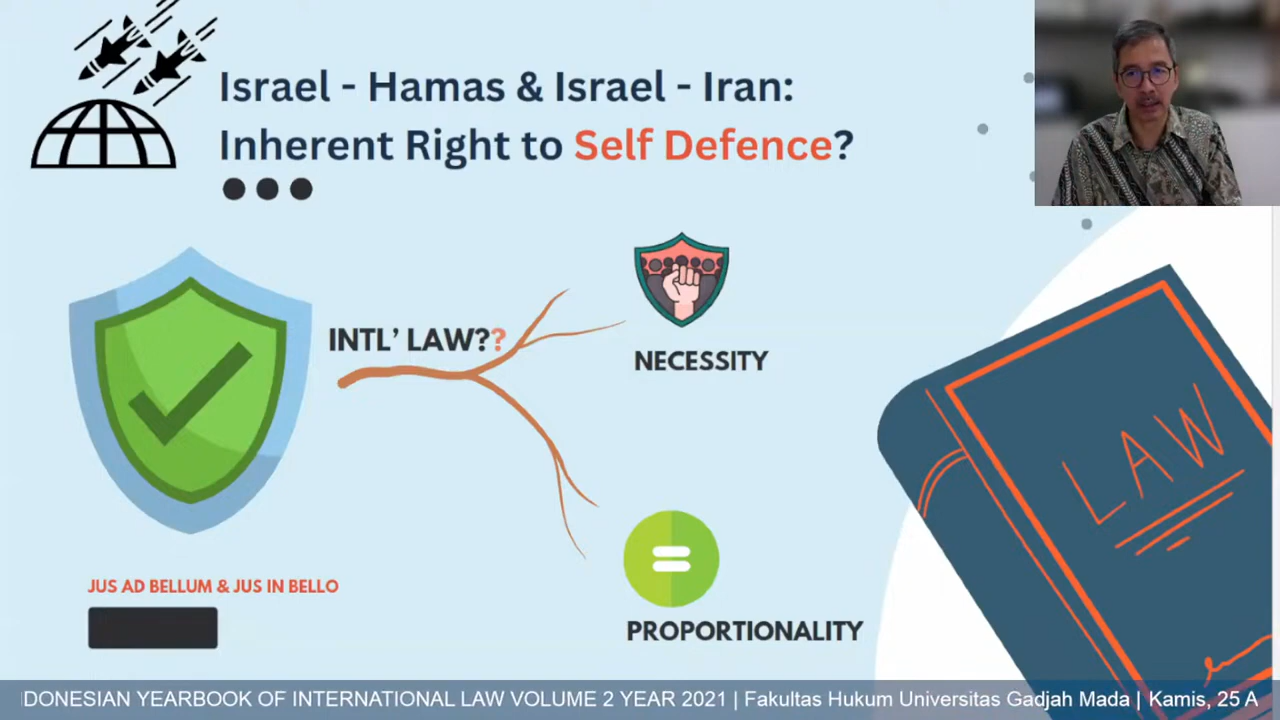 Israel - Hamas & Israel - Iran:
Inherent Right to Self Defence?
INTL' LAW??
NECESSITY
LAW
JUS AD BELLUM & JUS IN BELLO
PROPORTIONALITY
DONESIAN YEARBOOK OF INTERNATIONAL LAW VOLUME 2 YEAR 2021 | Fakultas Hukum Universitas Gadjah Mada | Kamis, 25 A